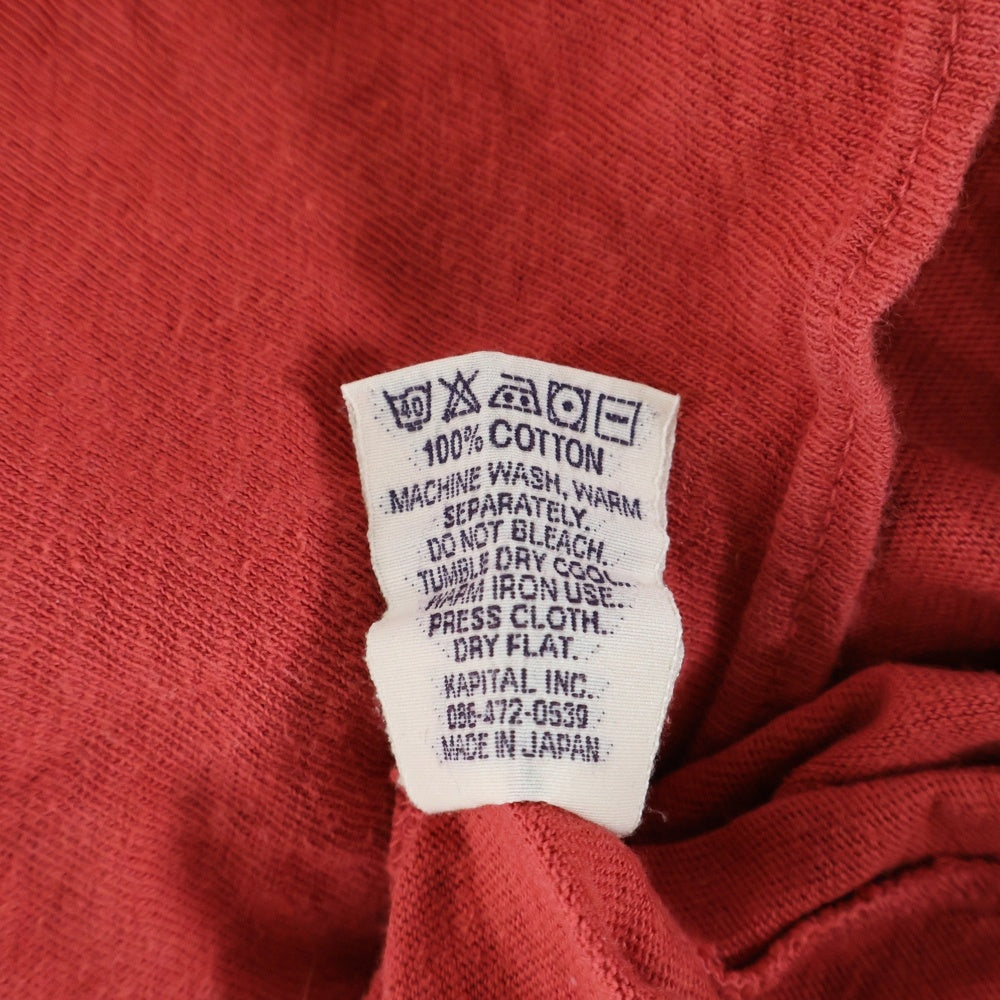 40
100% COTTON
MACHINE WASH, WARM
SEPARATELY.
DO NOT BLEACH.
TUMBLE DRY COOL.
WARM IRON USE.
PRESS CLOTH.
DRY FLAT.
KAPITAL INC.
086-472-0539
MADE IN JAPAN